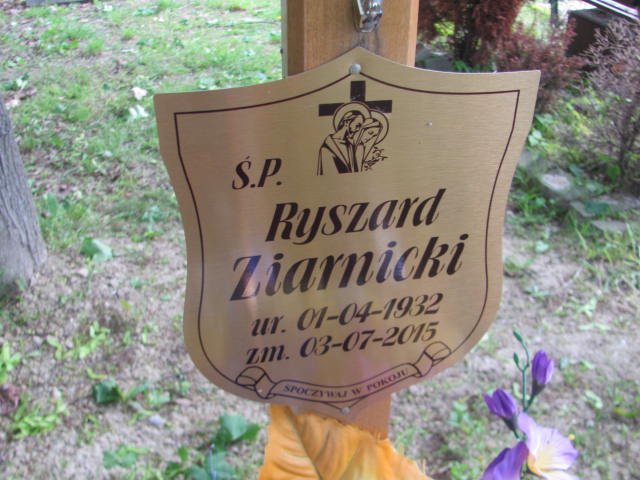 Ś.P.
Ryszard
Ziarnicki
ur. 01-04-1932
zm. 03-07-2015
SPOCZYWAJ W POKOJU